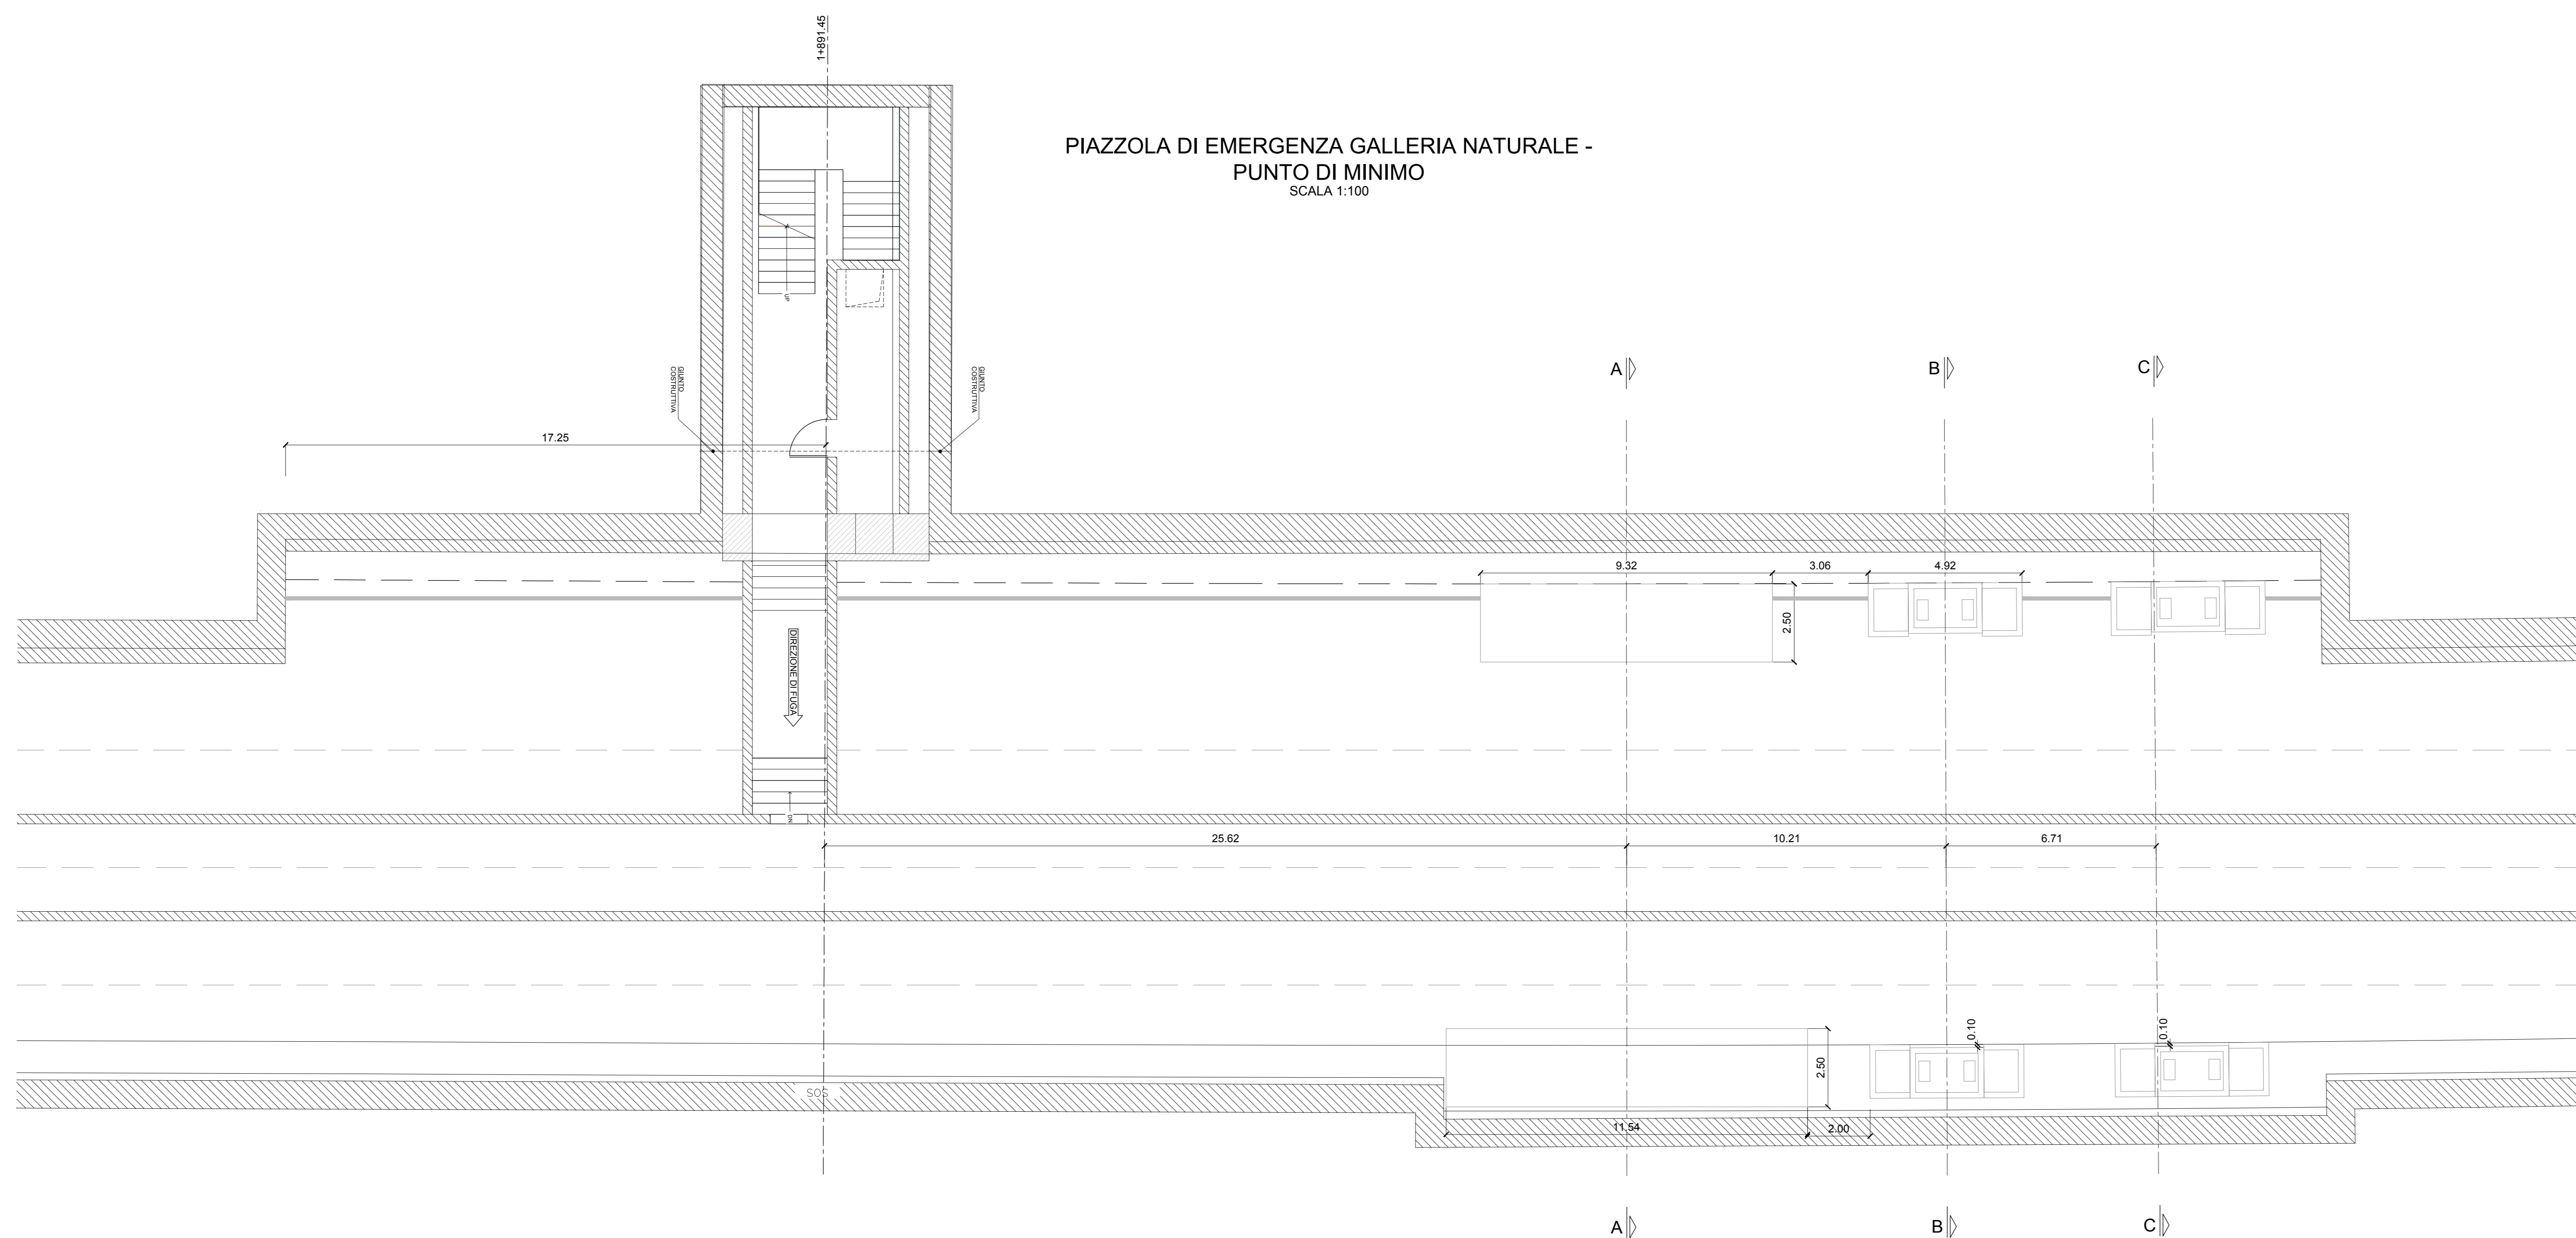 1+891.45
PIAZZOLA DI EMERGENZA GALLERIA NATURALE -
PUNTO DI MINIMO
SCALA 1:100
UP
GIUNTO
COSTRUTTIVA
GIUNTO
COSTRUTTIVA
A
B
C
17.25
9.32
3.06
4.92
2.50
DIREZIONE DI FUGA
DN
25.62
10.21
6.71
0.10
0.10
2.50
SOS
11.54
2.00
A
B
C